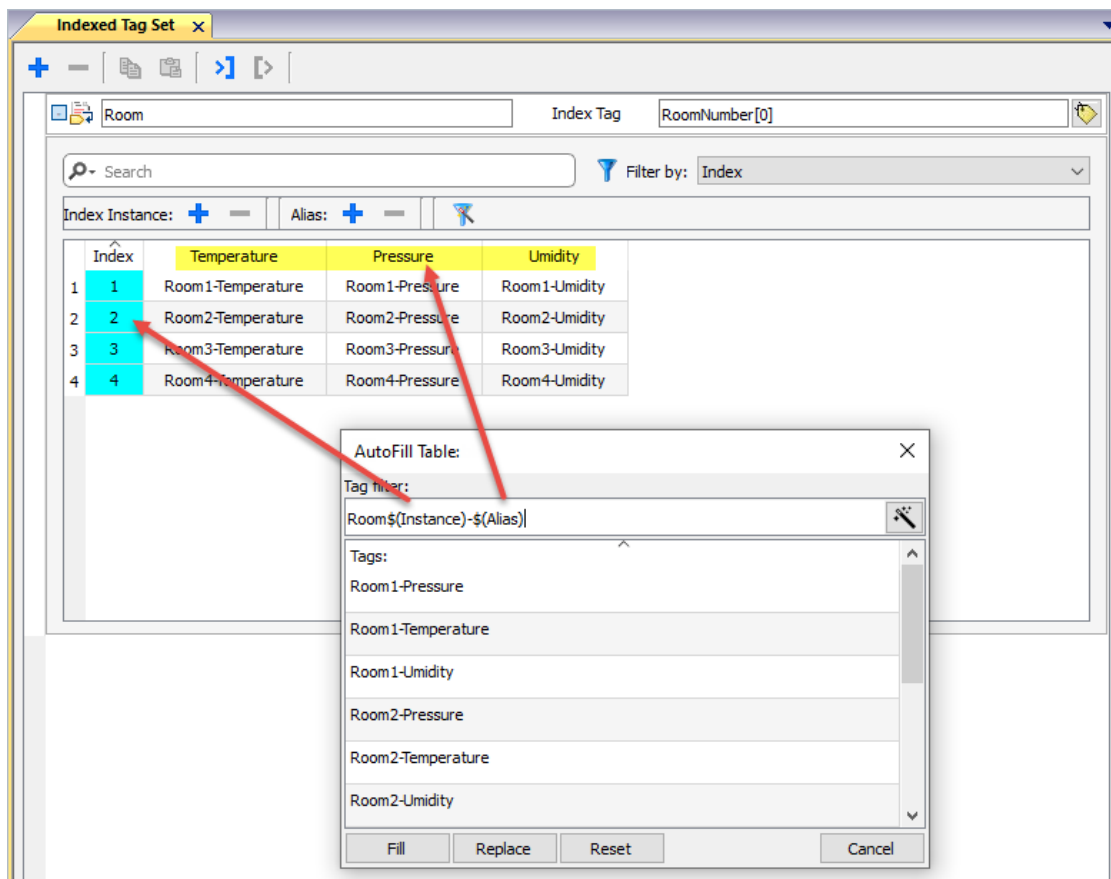 Indexed Tag Set
Room Index Tag RoomNumber[0]
Search Filter by: Index
Index Instance: Alias:
Index Temperature Pressure Umidity
1 1 Room1-Temperature Room1-Pressure Room1-Umidity
2 2 Room2-Temperature Room2-Pressure Room2-Umidity
3 3 Room3-Temperature Room3-Pressure Room3-Umidity
4 4 Room4-Temperature Room4-Pressure Room4-Umidity
AutoFill Table:
Tag filter:
Room$(Instance)-$(Alias)
Tags:
Room1-Pressure
Room1-Temperature
Room1-Umidity
Room2-Pressure
Room2-Temperature
Room2-Umidity
Fill Replace Reset Cancel